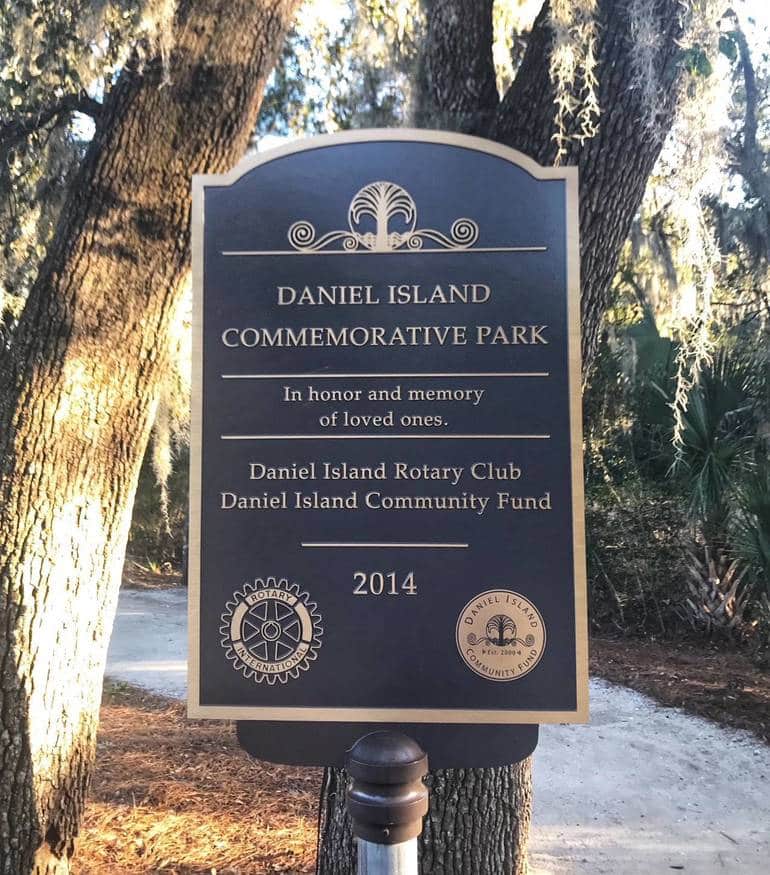 DANIEL ISLAND
COMMEMORATIVE PARK
In honor and memory
of loved ones.
Daniel Island Rotary Club
Daniel Island Community Fund
2014
ROTARY
INTERNATIONAL
DANIEL ISLAND
Est. 2000
COMMUNITY FUND